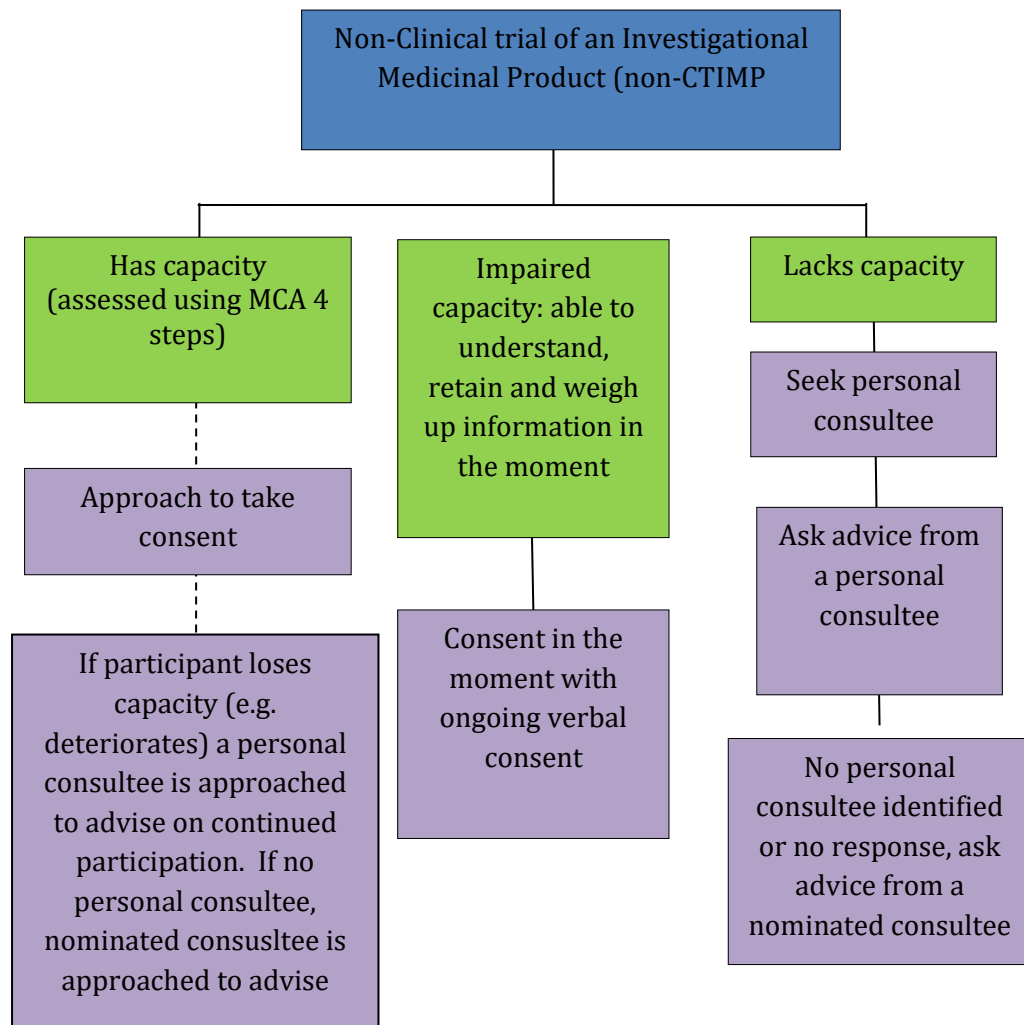 Non-Clinical trial of an Investigational
Medicinal Product (non-CTIMP
Has capacity
(assessed using MCA 4
steps)
Approach to take
consent
If participant loses
capacity (e.g.
deteriorates) a personal
consultee is approached
to advise on continued
participation.  If no
personal consultee,
nominated consusltee is
approached to advise
Impaired
capacity: able to
understand,
retain and weigh
up information in
the moment
Consent in the
moment with
ongoing verbal
consent
Lacks capacity
Seek personal
consultee
Ask advice from
a personal
consultee
No personal
consultee identified
or no response, ask
advice from a
nominated consultee